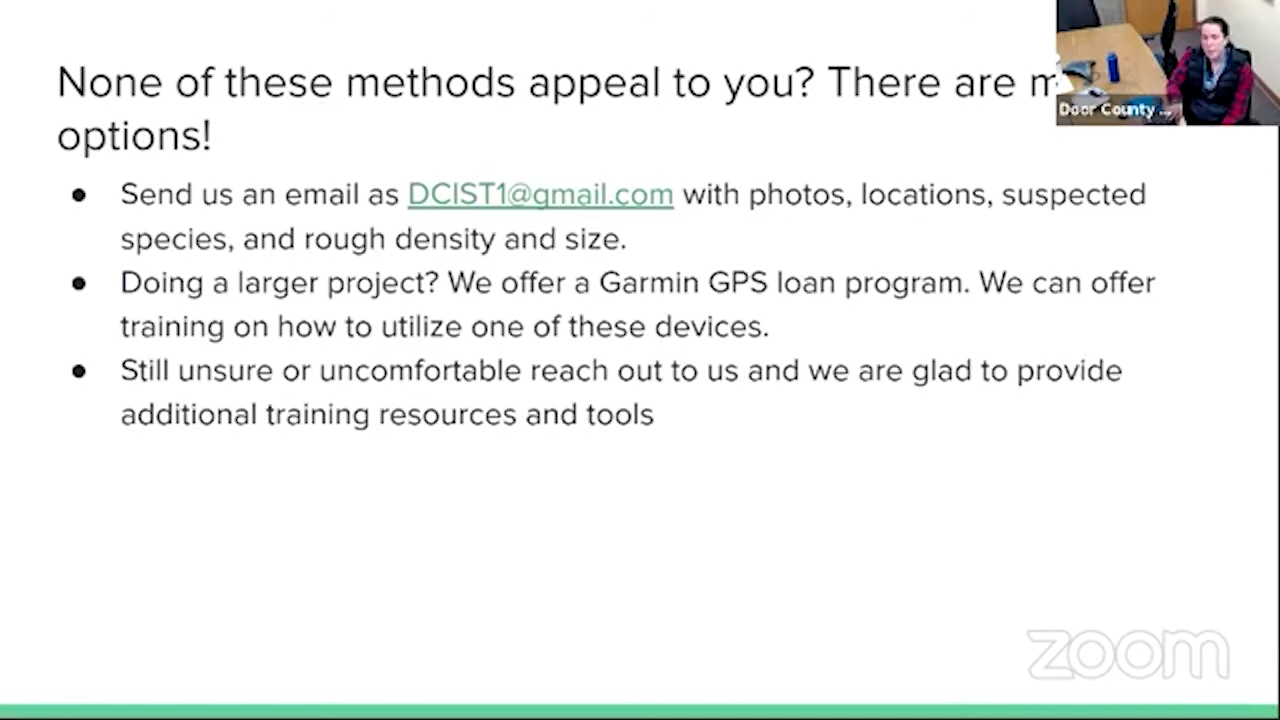 None of these methods appeal to you? There are
options!
● Send us an email as DCIST1@gmail.com with photos, locations, suspected
species, and rough density and size.
● Doing a larger project? We offer a Garmin GPS loan program. We can offer
training on how to utilize one of these devices.
● Still unsure or uncomfortable reach out to us and we are glad to provide
additional training resources and tools
Door County ...
zoom